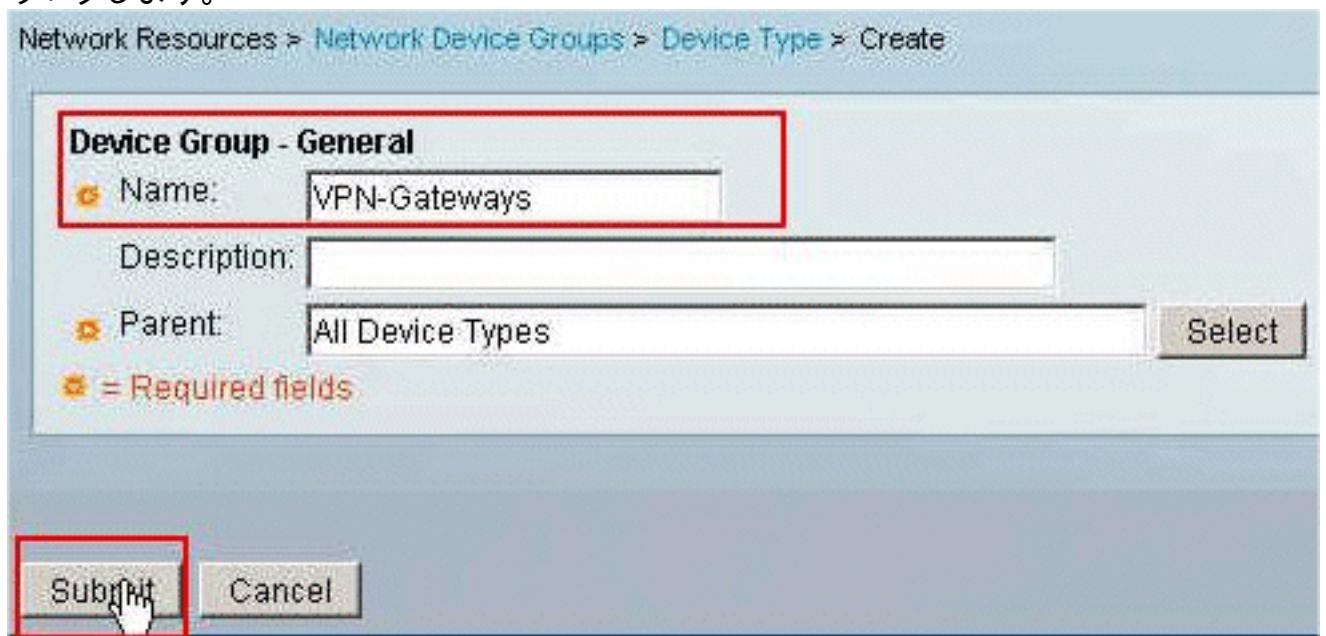 Network Resources > Network Device Groups > Device Type > Create
Device Group - General
Name: VPN-Gateways
Description:
Parent: All Device Types Select
= Required fields
Submit Cancel